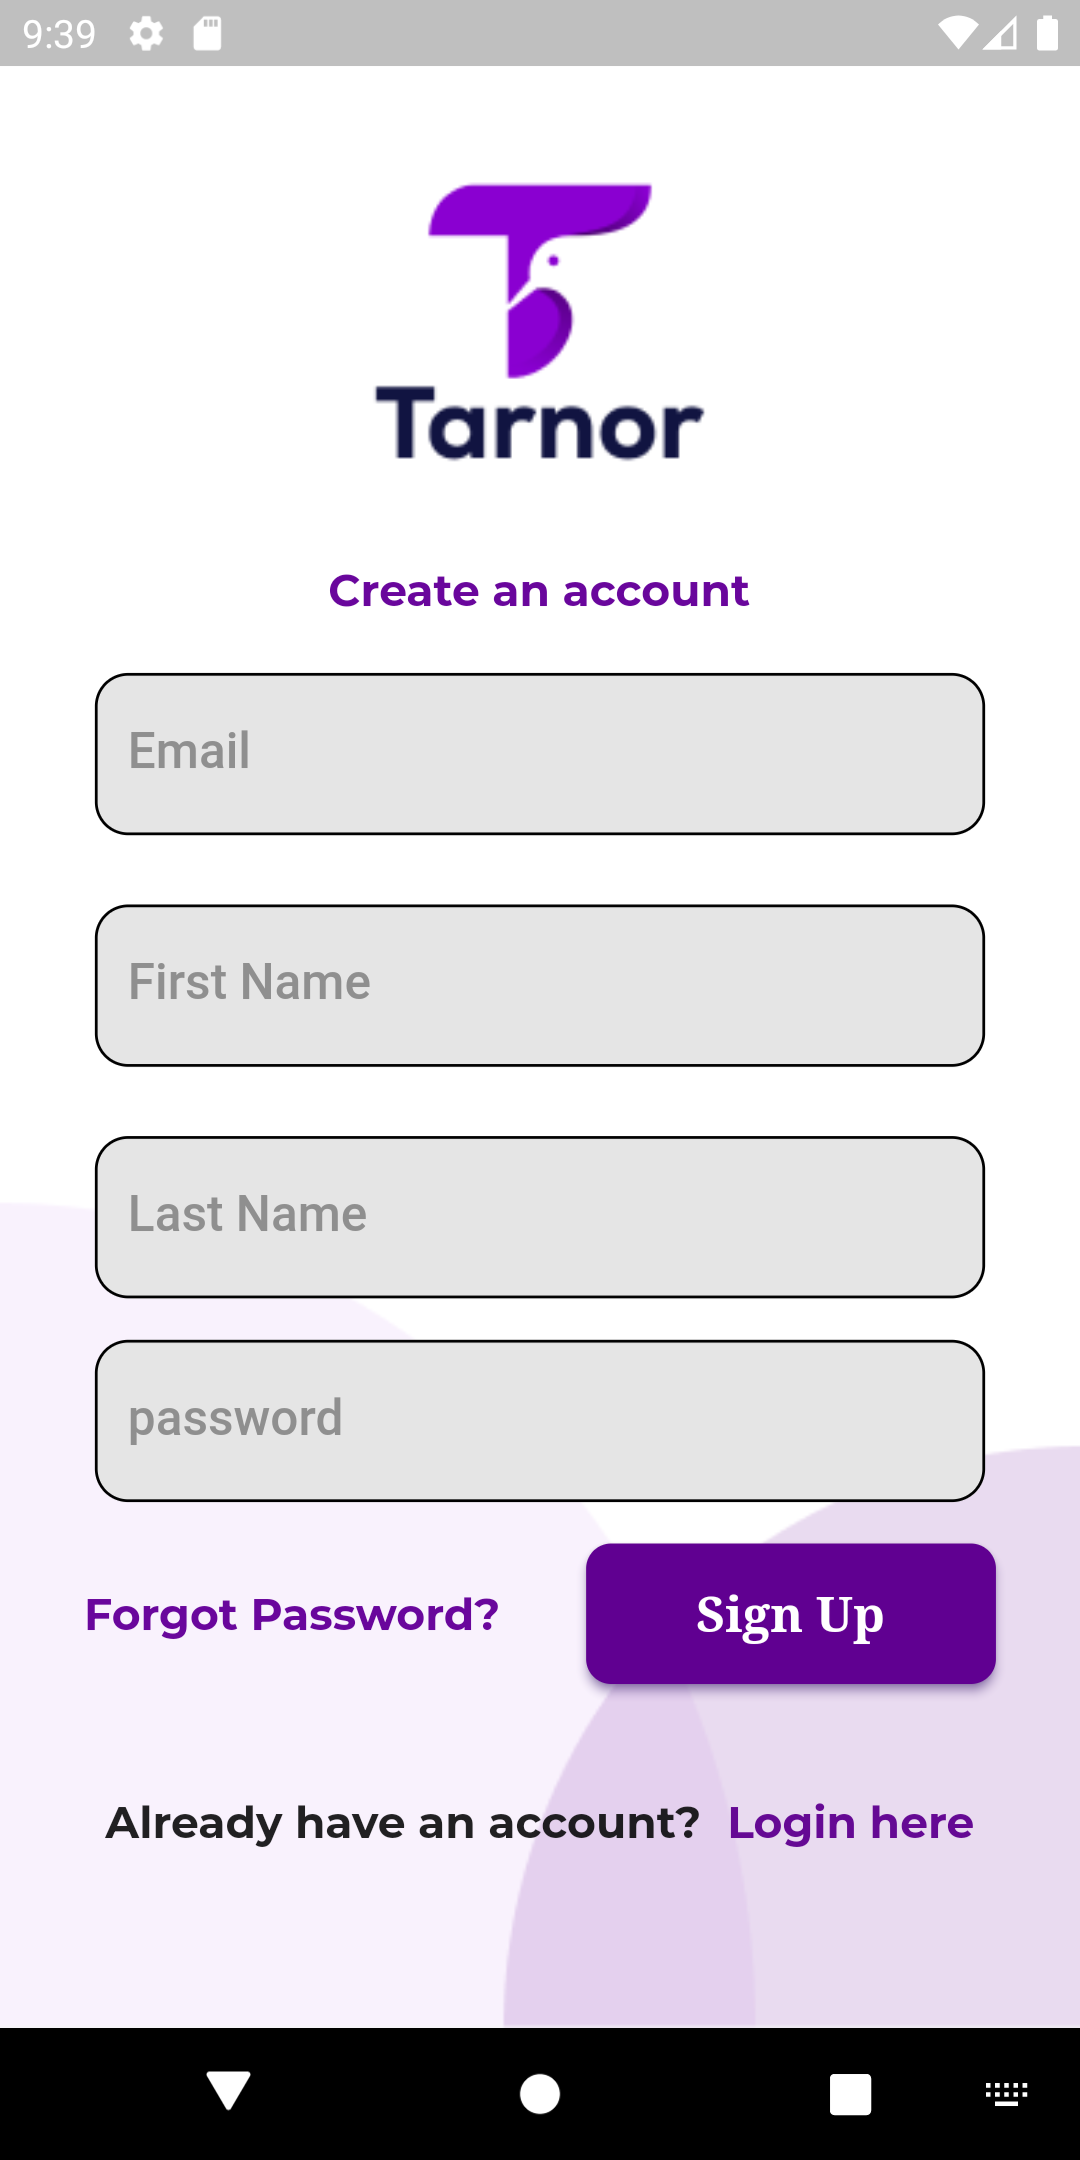 9:39
Tarnor
Create an account
Email
First Name
Last Name
password
Forgot Password?
Sign Up
Already have an account? Login here